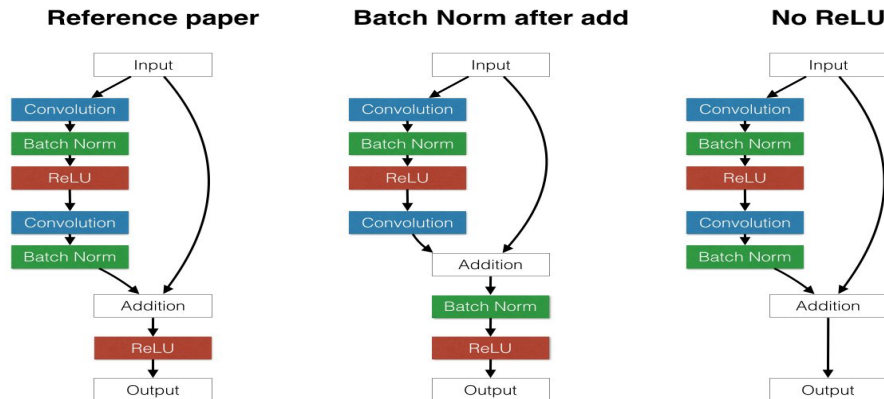 Reference paper
Input
Convolution
Batch Norm
ReLU
Convolution
Batch Norm
Addition
ReLU
Output
Batch Norm after add
Input
Convolution
Batch Norm
ReLU
Convolution
Addition
Batch Norm
ReLU
Output
No ReLU
Input
Convolution
Batch Norm
ReLU
Convolution
Batch Norm
Addition
Output